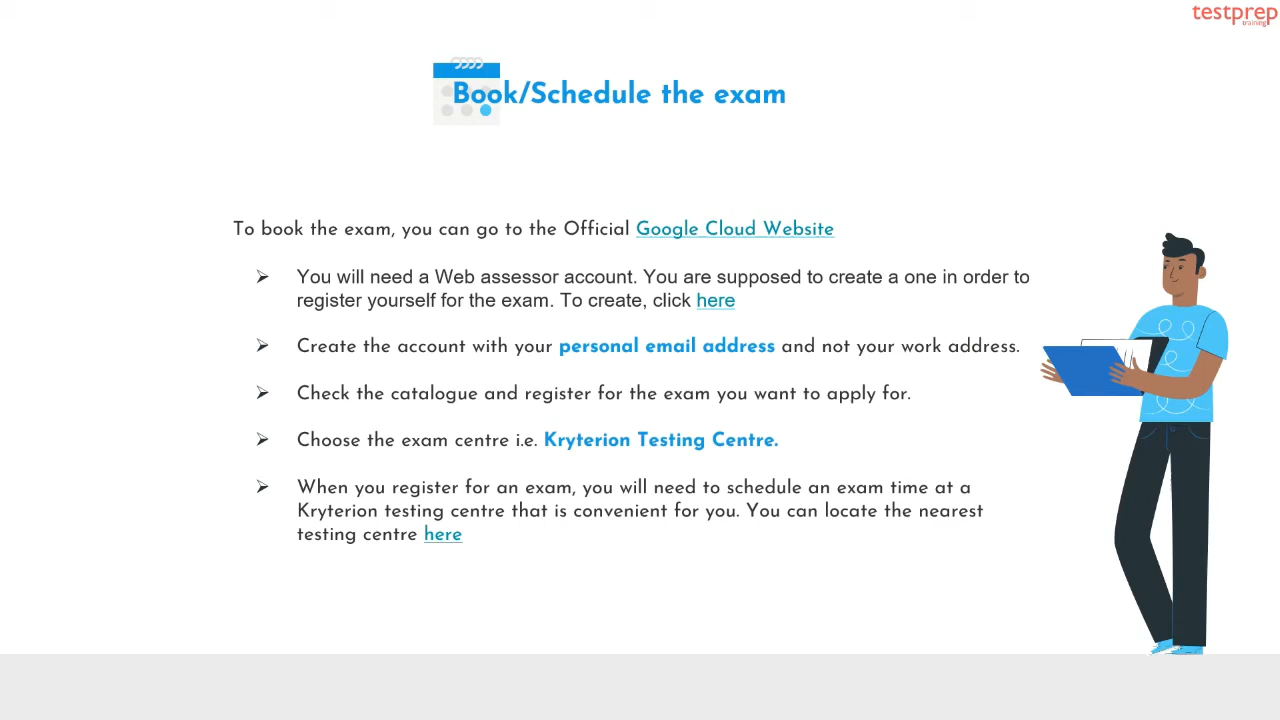 testprep
training
Book/Schedule the exam
To book the exam, you can go to the Official Google Cloud Website
➢ You will need a Web assessor account. You are supposed to create a one in order to
register yourself for the exam. To create, click here
➢ Create the account with your personal email address and not your work address.
➢ Check the catalogue and register for the exam you want to apply for.
➢ Choose the exam centre i.e. Kryterion Testing Centre.
➢ When you register for an exam, you will need to schedule an exam time at a
Kryterion testing centre that is convenient for you. You can locate the nearest
testing centre here